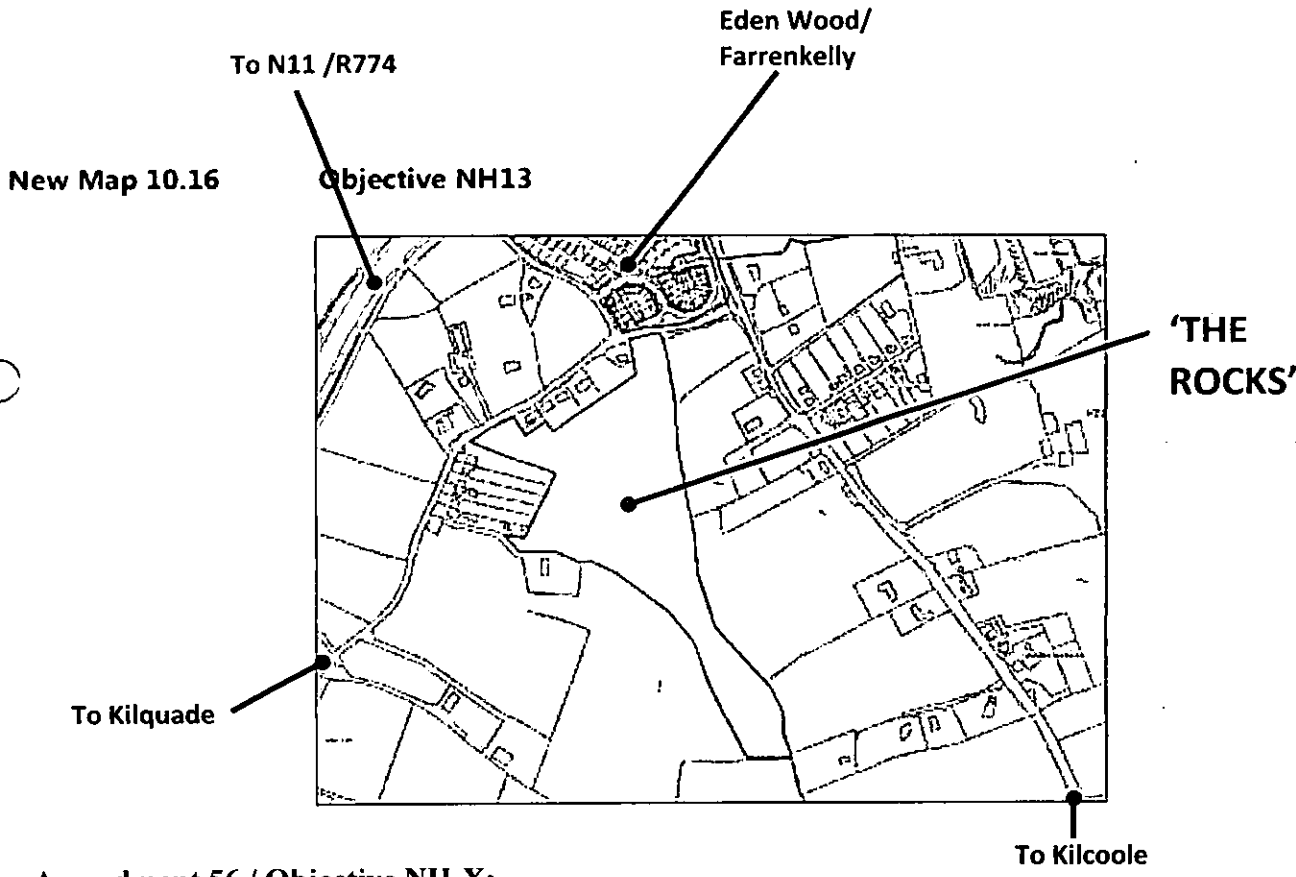 Eden Wood/
Farrenkelly
To N11 /R774
New Map 10.16 Objective NH13
'THE
ROCKS'
To Kilquade
To Kilcoole